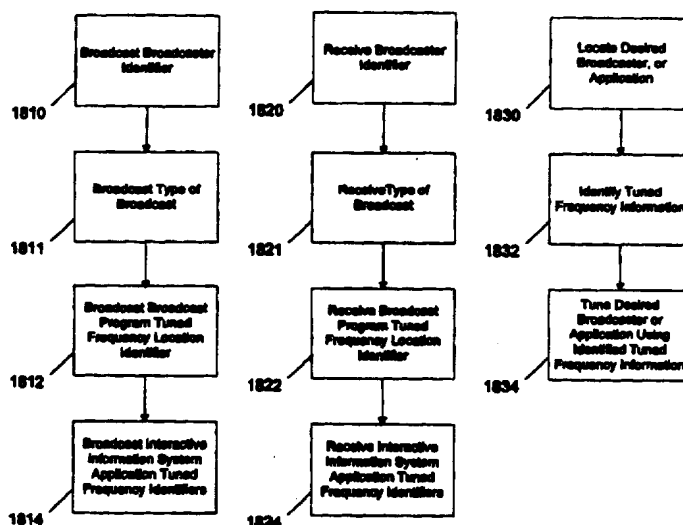 Broadcast Broadcaster
Identifier
1810
Broadcast Type of
Broadcast
1811
Broadcast Broadcast
Program Tuned
Frequency Location
Identifier
1812
Broadcast Interactive
Information System
Application Tuned
Frequency Identifiers
1814
Receive Broadcaster
Identifier
1820
ReceiveType of
Broadcast
1821
Receive Broadcast
Program Tuned
Frequency Location
Identifier
1822
Receive Interactive
Information System
Application Tuned
Frequency Identifiers
1824
Locate Desired
Broadcaster, or
Application
1830
Identify Tuned
Frequency Information
1832
Tune Desired
Broadcaster or
Application Using
Identified Tuned
Frequency Information
1834